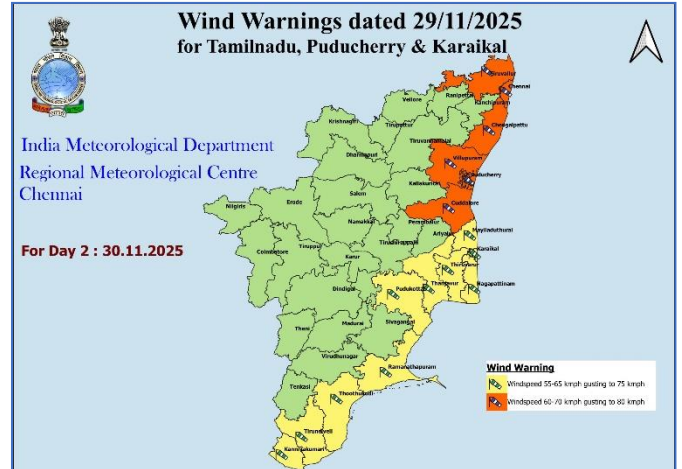 Wind Warnings dated 29/11/2025
for Tamilnadu, Puducherry & Karaikal
India Meteorological Department
Regional Meteorological Centre
Chennai
For Day 2 : 30.11.2025
Tiruvallur
Chennai
Ranipettai
Kanchipuram
Vellore
Chengalpattu
Krishnagiri
Tirupattur
Tiruvannamalai
Dharmapuri
Villupuram
Puducherry
Kallakurichi
Salem
Cuddalore
Nilgiris
Erode
Namakkal
Perambalur
Ariyalur
Mayiladuthurai
Tiruppur
Tiruchirappalli
Karaikal
Coimbatore
Karur
Thiruvarur
Thanjavur
Nagapattinam
Dindigul
Pudukottai
Theni
Madurai
Sivagangai
Virudhunagar
Ramanathapuram
Tenkasi
Thoothukudi
Tirunelveli
Kanniyakumari
Wind Warning
Windspeed 55-65 kmph gusting to 75 kmph
Windspeed 60-70 kmph gusting to 80 kmph